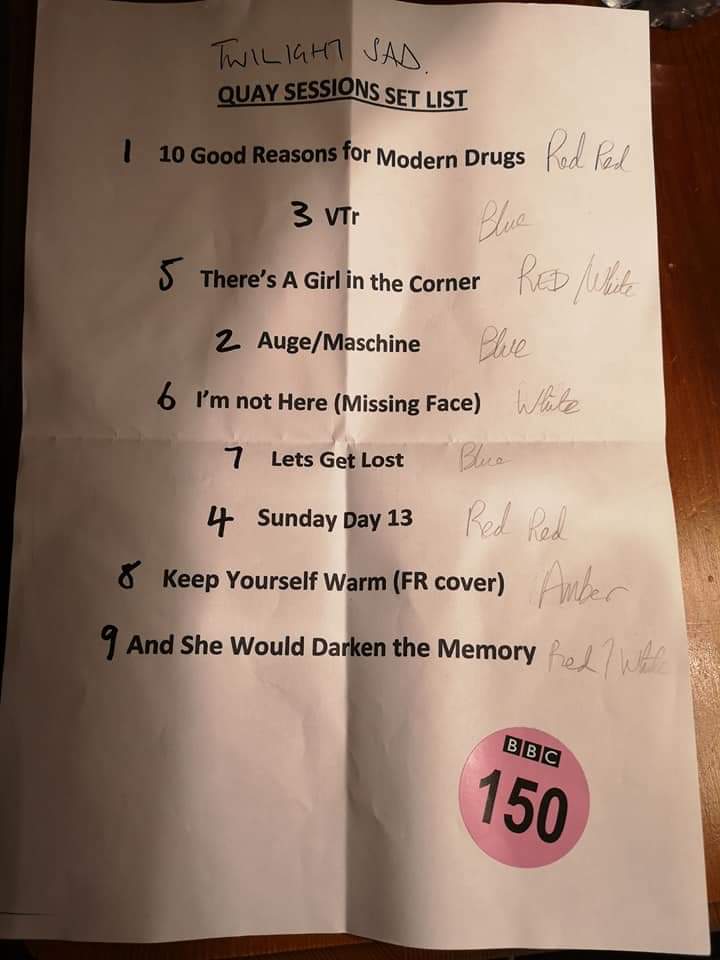 TWILIGHT SAD.
QUAY SESSIONS SET LIST
1 10 Good Reasons for Modern Drugs Red Red
3 VTr Blue
5 There's A Girl in the Corner RED/White
2 Auge/Maschine Blue
6 I'm not Here (Missing Face) White
7 Lets Get Lost Blue
4 Sunday Day 13 Red Red
8 Keep Yourself Warm (FR cover) Amber
9 And She Would Darken the Memory Red/White
BBC
150